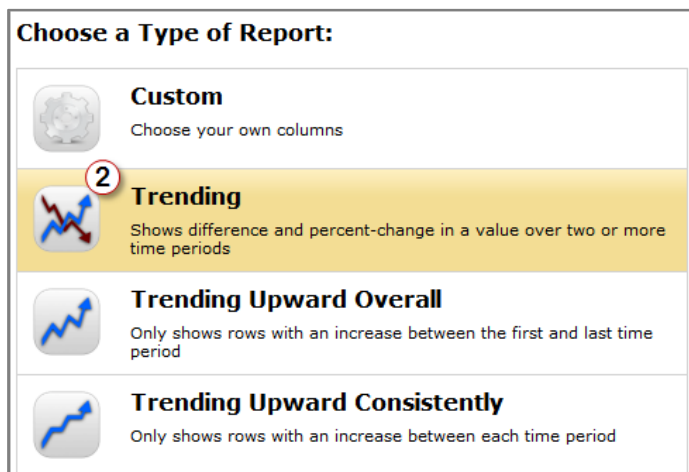 Choose a Type of Report:
Custom
Choose your own columns
2
Trending
Shows difference and percent-change in a value over two or more
time periods
Trending Upward Overall
Only shows rows with an increase between the first and last time
period
Trending Upward Consistently
Only shows rows with an increase between each time period